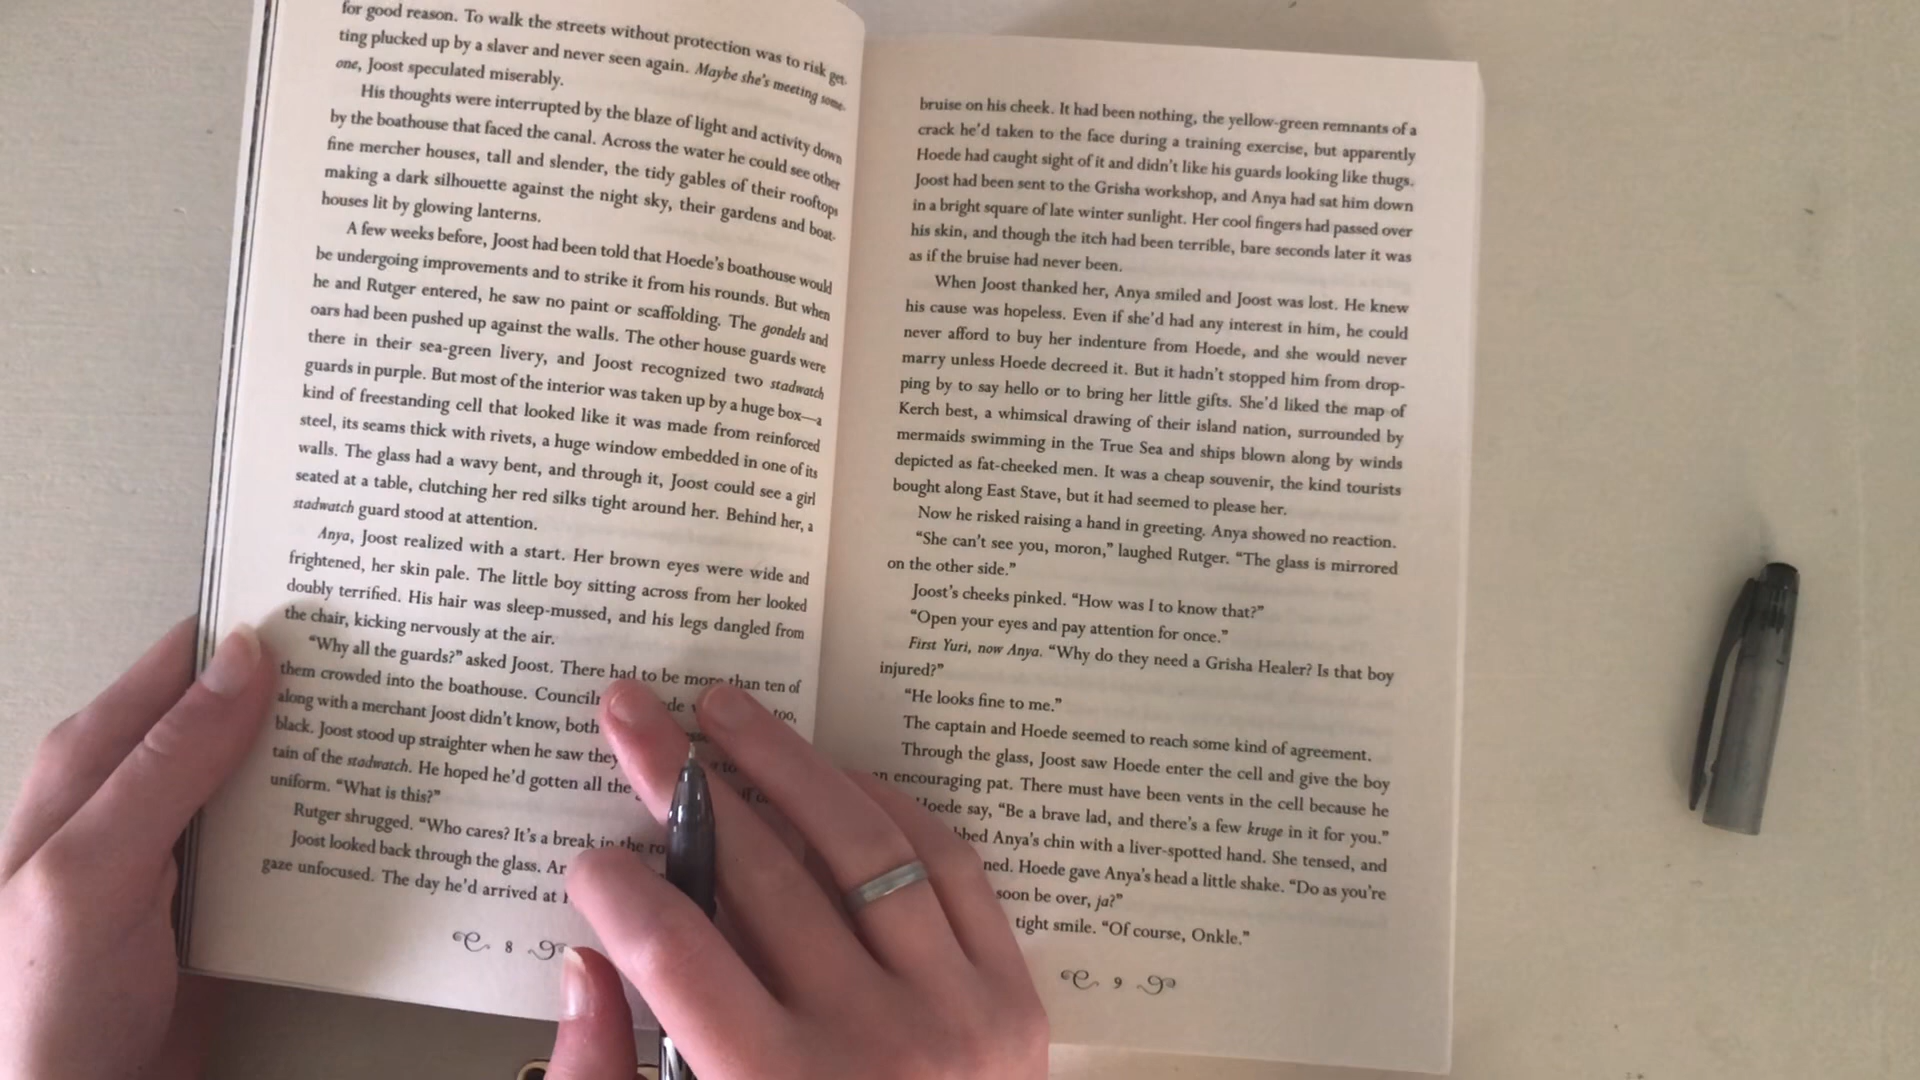 for good reason. To walk the streets without protection was to risk get-
ting plucked up by a slaver and never seen again. Maybe she's meeting some-
one, Joost speculated miserably.
His thoughts were interrupted by the blaze of light and activity down
by the boathouse that faced the canal. Across the water he could see other
fine mercher houses, tall and slender, the tidy gables of their rooftops
making a dark silhouette against the night sky, their gardens and boat-
houses lit by glowing lanterns.
A few weeks before, Joost had been told that Hoede's boathouse would
be undergoing improvements and to strike it from his rounds. But when
he and Rutger entered, he saw no paint or scaffolding. The gondels and
oars had been pushed up against the walls. The other house guards were
there in their sea-green livery, and Joost recognized two stadwatch
guards in purple. But most of the interior was taken up by a huge box—a
kind of freestanding cell that looked like it was made from reinforced
steel, its seams thick with rivets, a huge window embedded in one of its
walls. The glass had a wavy bent, and through it, Joost could see a girl
seated at a table, clutching her red silks tight around her. Behind her, a
stadwatch guard stood at attention.
Anya, Joost realized with a start. Her brown eyes were wide and
frightened, her skin pale. The little boy sitting across from her looked
doubly terrified. His hair was sleep-mussed, and his legs dangled from
the chair, kicking nervously at the air.
"Why all the guards?" asked Joost. There had to be more than ten of
them crowded into the boathouse. too,
along with a merchant Joost didn't know, both
black. Joost stood up straighter when he saw they
tain of the stadwatch. He hoped he'd gotten all the
uniform. "What is this?"
Rutger shrugged. "Who cares? It's a break in the
Joost looked back through the glass.
gaze unfocused. The day he'd arrived at
8
bruise on his cheek. It had been nothing, the yellow-green remnants of a
crack he'd taken to the face during a training exercise, but apparently
Hoede had caught sight of it and didn't like his guards looking like thugs.
Joost had been sent to the Grisha workshop, and Anya had sat him down
in a bright square of late winter sunlight. Her cool fingers had passed over
his skin, and though the itch had been terrible, bare seconds later it was
as if the bruise had never been.
When Joost thanked her, Anya smiled and Joost was lost. He knew
his cause was hopeless. Even if she'd had any interest in him, he could
never afford to buy her indenture from Hoede, and she would never
marry unless Hoede decreed it. But it hadn't stopped him from drop-
ping by to say hello or to bring her little gifts. She'd liked the map of
Kerch best, a whimsical drawing of their island nation, surrounded by
mermaids swimming in the True Sea and ships blown along by winds
depicted as fat-cheeked men. It was a cheap souvenir, the kind tourists
bought along East Stave, but it had seemed to please her.
Now he risked raising a hand in greeting. Anya showed no reaction.
"She can't see you, moron," laughed Rutger. "The glass is mirrored
on the other side."
Joost's cheeks pinked. "How was I to know that?"
"Open your eyes and pay attention for once."
First Yuri, now Anya. "Why do they need a Grisha Healer? Is that boy
injured?"
"He looks fine to me."
The captain and Hoede seemed to reach some kind of agreement.
Through the glass, Joost saw Hoede enter the cell and give the boy
an encouraging pat. There must have been vents in the cell because he
Hoede say, "Be a brave lad, and there's a few kruge in it for you."
Anya's chin with a liver-spotted hand. She tensed, and
Hoede gave Anya's head a little shake. "Do as you're
soon be over, ja?"
tight smile. "Of course, Onkle."
9